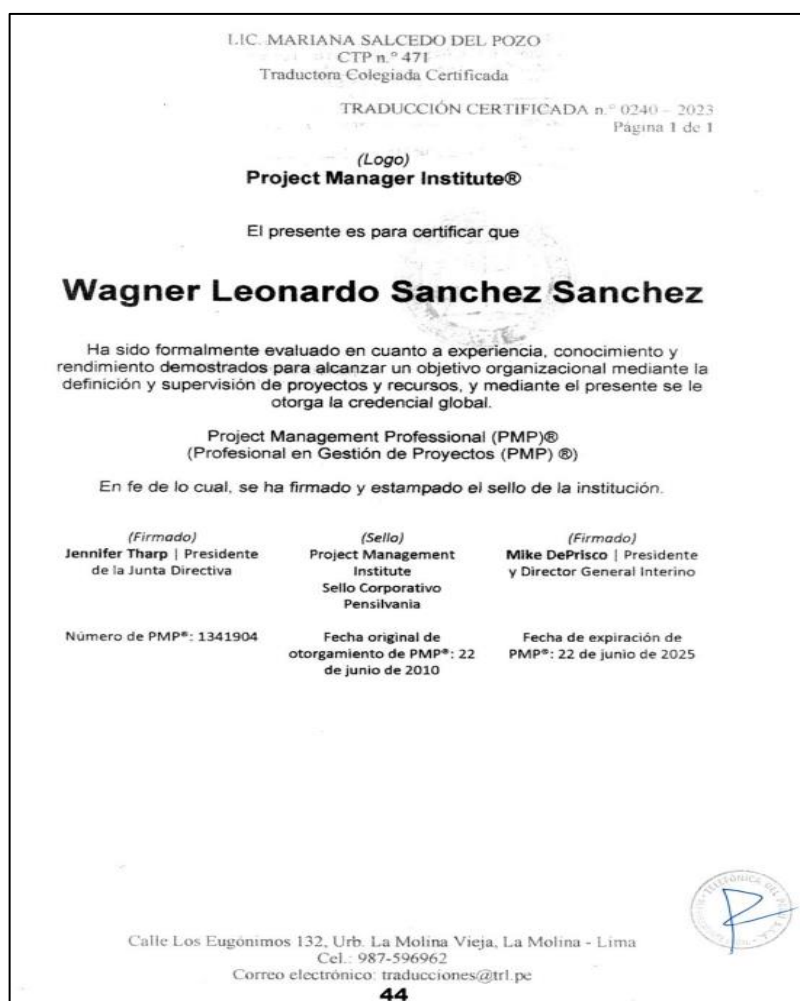 LIC. MARIANA SALCEDO DEL POZO
CTP n.° 471
Traductora Colegiada Certificada
TRADUCCIÓN CERTIFICADA n.° 0240 – 2023
Página 1 de 1
(Logo)
Project Manager Institute®
El presente es para certificar que
Wagner Leonardo Sanchez Sanchez
Ha sido formalmente evaluado en cuanto a experiencia, conocimiento y
rendimiento demostrados para alcanzar un objetivo organizacional mediante la
definición y supervisión de proyectos y recursos, y mediante el presente se le
otorga la credencial global.
Project Management Professional (PMP)®
(Profesional en Gestión de Proyectos (PMP) ®)
En fe de lo cual, se ha firmado y estampado el sello de la institución.
(Firmado)
Jennifer Tharp | Presidente
de la Junta Directiva
(Sello)
Project Management
Institute
Sello Corporativo
Pensilvania
(Firmado)
Mike DePrisco | Presidente
y Director General Interino
Número de PMP®: 1341904
Fecha original de
otorgamiento de PMP®: 22
de junio de 2010
Fecha de expiración de
PMP®: 22 de junio de 2025
TELEFÓNICA DEL
Calle Los Eugónimos 132, Urb. La Molina Vieja, La Molina - Lima
Cel.: 987-596962
Correo electrónico: traducciones@trl.pe
44